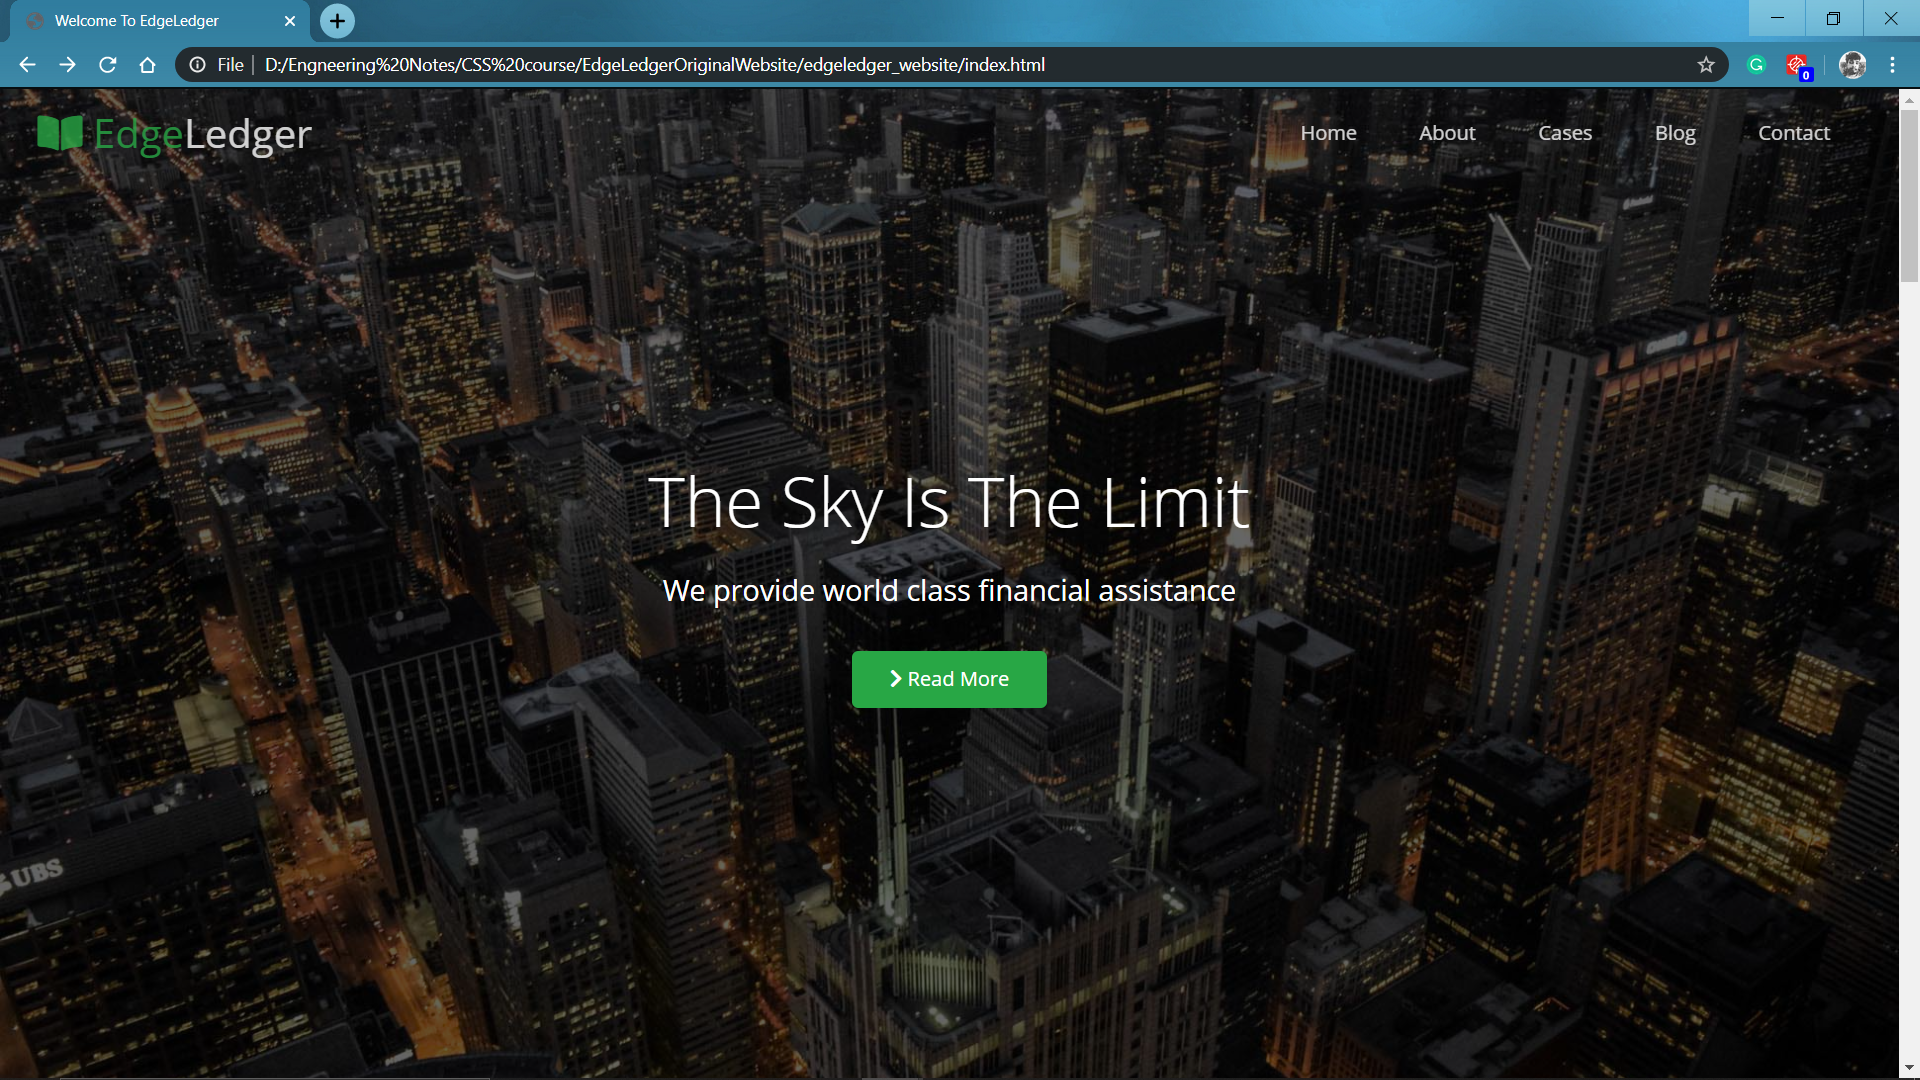 Welcome To EdgeLedger
File
D:/Engneering%20Notes/CSS%20course/EdgeLedgerOriginalWebsite/edgeledger_website/index.html
0
EdgeLedger
Home About Cases Blog Contact
The Sky Is The Limit
We provide world class financial assistance
Read More
UBS